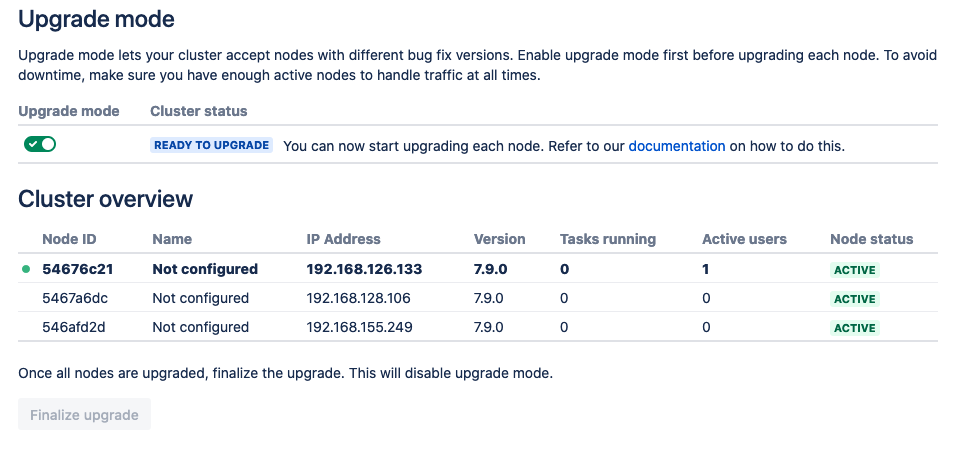 Upgrade mode
Upgrade mode lets your cluster accept nodes with different bug fix versions. Enable upgrade mode first before upgrading each node. To avoid
downtime, make sure you have enough active nodes to handle traffic at all times.
Upgrade mode Cluster status
READY TO UPGRADE You can now start upgrading each node. Refer to our documentation on how to do this.
Cluster overview
Node ID Name IP Address Version Tasks running Active users Node status
54676c21 Not configured 192.168.126.133 7.9.0 0 1 ACTIVE
5467a6dc Not configured 192.168.128.106 7.9.0 0 0 ACTIVE
546afd2d Not configured 192.168.155.249 7.9.0 0 0 ACTIVE
Once all nodes are upgraded, finalize the upgrade. This will disable upgrade mode.
Finalize upgrade